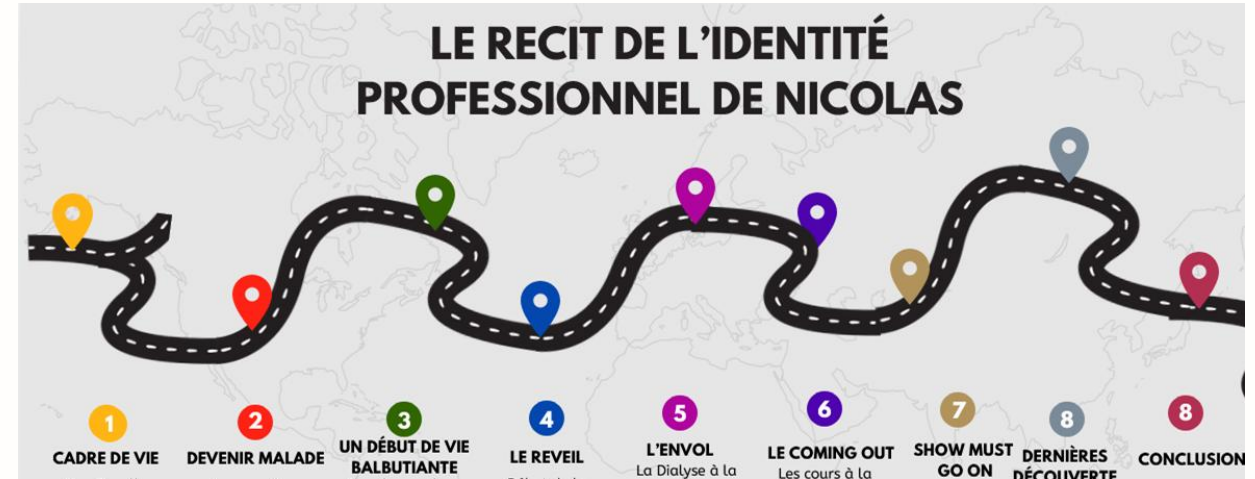 LE RECIT DE L'IDENTITÉ
PROFESSIONNEL DE NICOLAS
1
CADRE DE VIE
2
DEVENIR MALADE
3
UN DÉBUT DE VIE
BALBUTIANTE
4
LE REVEIL
5
L'ENVOL
La Dialyse à la
6
LE COMING OUT
Les cours à la
7
SHOW MUST
GO ON
8
DERNIÈRES
DÉCOUVERTE
8
CONCLUSION